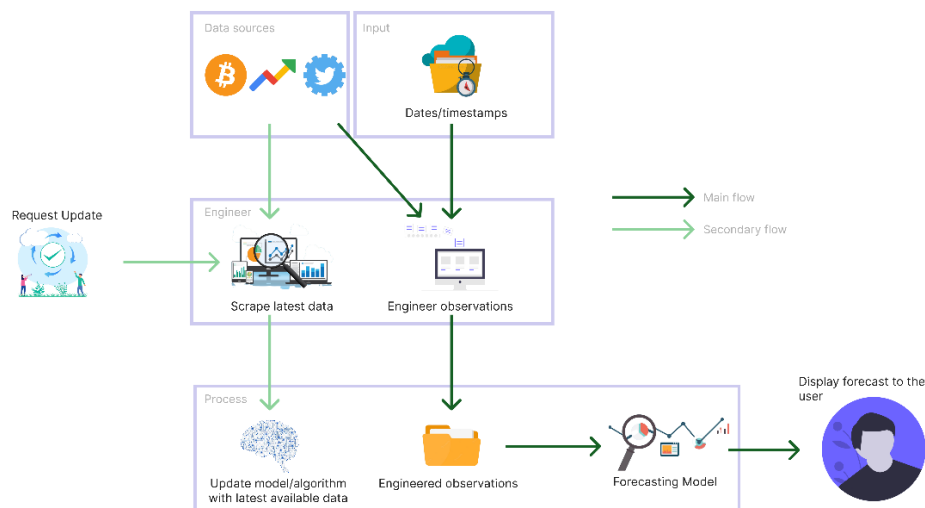 Data sources
Input
Dates/timestamps
Request Update
Engineer
Main flow
Secondary flow
Scrape latest data
Engineer observations
Process
Display forecast to the
user
Update model/algorithm
with latest available data
Engineered observations
Forecasting Model